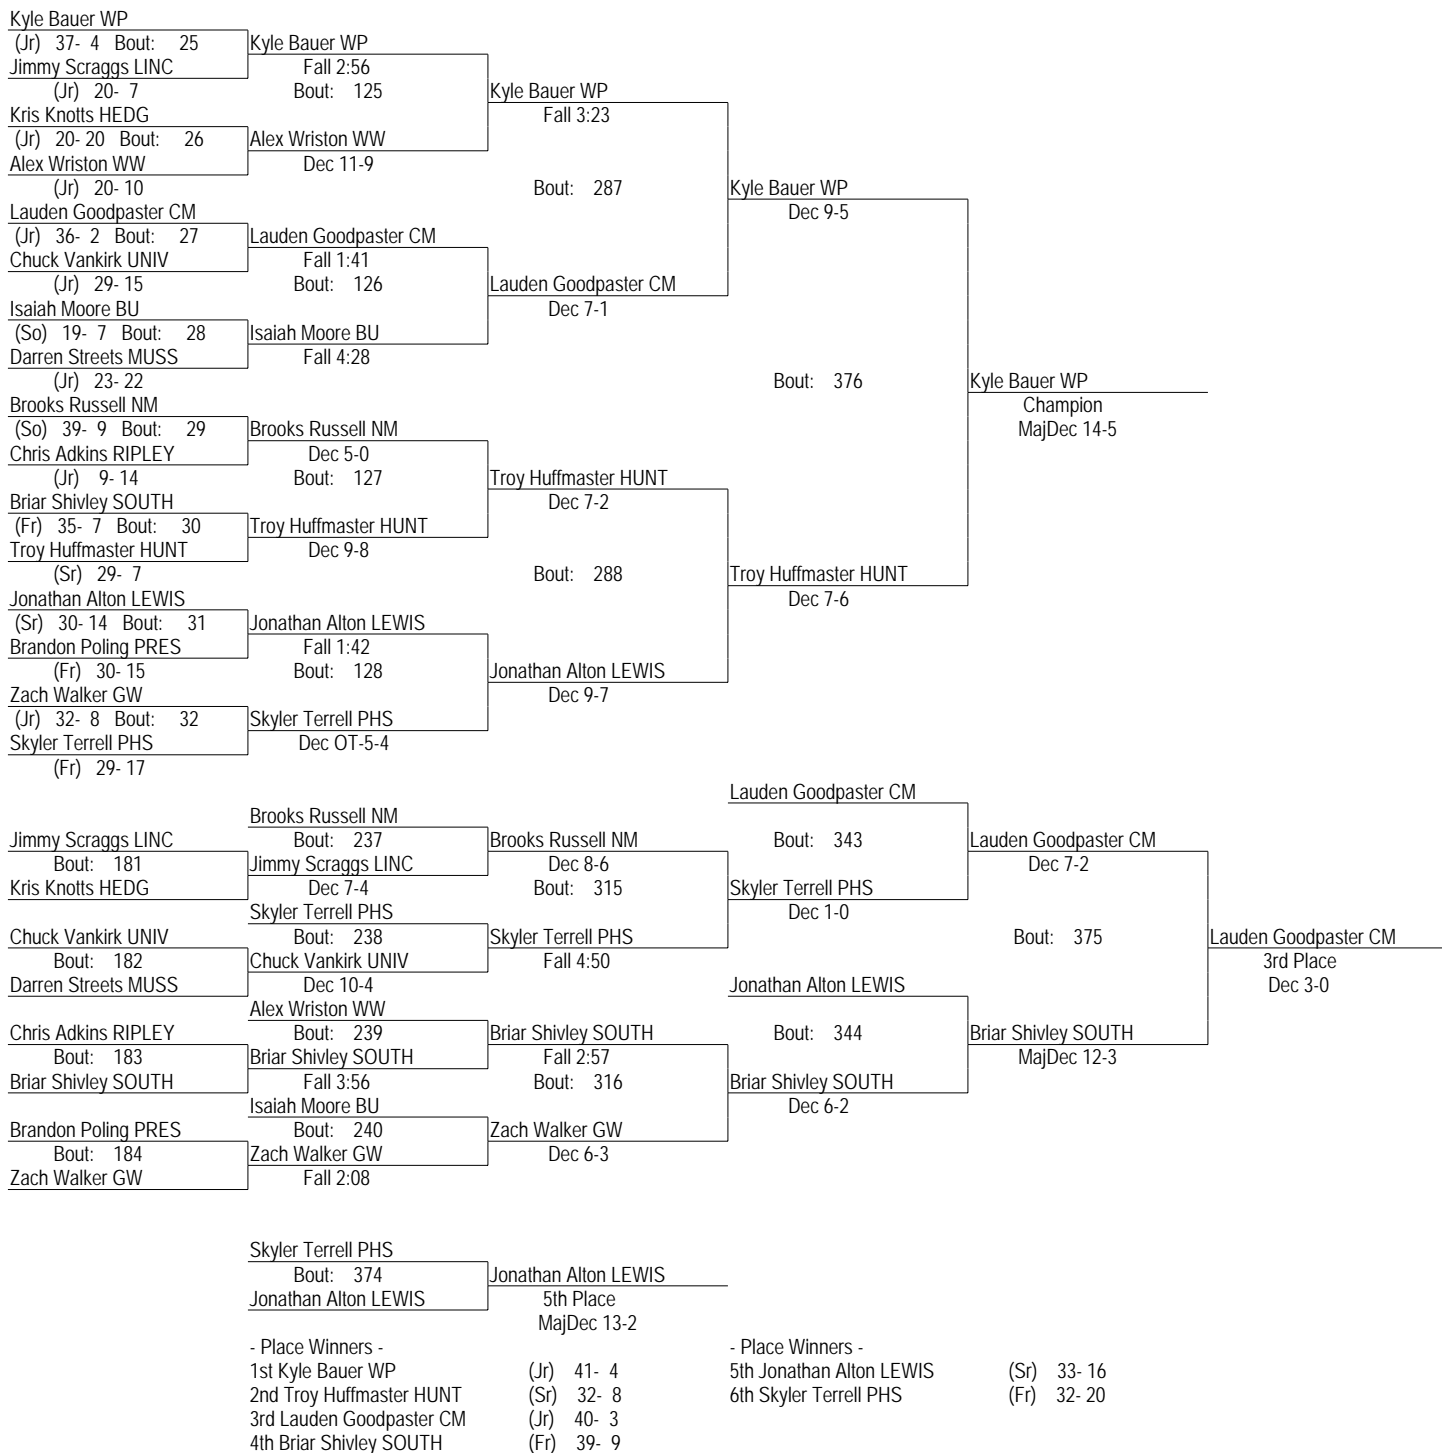 Kyle Bauer WP
(Jr) 37- 4 Bout: 25 Kyle Bauer WP
Jimmy Scraggs LINC Fall 2:56
(Jr) 20- 7 Bout: 125 Kyle Bauer WP
Kris Knotts HEDG Fall 3:23
(Jr) 20- 20 Bout: 26 Alex Wriston WW
Alex Wriston WW Dec 11-9
(Jr) 20- 10 Bout: 287 Kyle Bauer WP
Lauden Goodpaster CM Dec 9-5
(Jr) 36- 2 Bout: 27 Lauden Goodpaster CM
Chuck Vankirk UNIV Fall 1:41
(Jr) 29- 15 Bout: 126 Lauden Goodpaster CM
Isaiah Moore BU Dec 7-1
(So) 19- 7 Bout: 28 Isaiah Moore BU
Darren Streets MUSS Fall 4:28
(Jr) 23- 22 Bout: 376 Kyle Bauer WP
Brooks Russell NM Champion
(So) 39- 9 Bout: 29 Brooks Russell NM MajDec 14-5
Chris Adkins RIPLEY Dec 5-0
(Jr) 9- 14 Bout: 127 Troy Huffmaster HUNT
Briar Shivley SOUTH Dec 7-2
(Fr) 35- 7 Bout: 30 Troy Huffmaster HUNT
Troy Huffmaster HUNT Dec 9-8
(Sr) 29- 7 Bout: 288 Troy Huffmaster HUNT
Jonathan Alton LEWIS Dec 7-6
(Sr) 30- 14 Bout: 31 Jonathan Alton LEWIS
Brandon Poling PRES Fall 1:42
(Fr) 30- 15 Bout: 128 Jonathan Alton LEWIS
Zach Walker GW Dec 9-7
(Jr) 32- 8 Bout: 32 Skyler Terrell PHS
Skyler Terrell PHS Dec OT-5-4
(Fr) 29- 17
Lauden Goodpaster CM
Brooks Russell NM
Jimmy Scraggs LINC Bout: 237 Brooks Russell NM Bout: 343 Lauden Goodpaster CM
Bout: 181 Jimmy Scraggs LINC Dec 8-6 Dec 7-2
Kris Knotts HEDG Dec 7-4 Bout: 315 Skyler Terrell PHS
Skyler Terrell PHS Dec 1-0
Chuck Vankirk UNIV Bout: 238 Skyler Terrell PHS Bout: 375 Lauden Goodpaster CM
Bout: 182 Chuck Vankirk UNIV Fall 4:50 3rd Place
Darren Streets MUSS Dec 10-4 Jonathan Alton LEWIS Dec 3-0
Alex Wriston WW
Chris Adkins RIPLEY Bout: 239 Briar Shivley SOUTH Bout: 344 Briar Shivley SOUTH
Bout: 183 Briar Shivley SOUTH Fall 2:57 MajDec 12-3
Briar Shivley SOUTH Fall 3:56 Bout: 316 Briar Shivley SOUTH
Isaiah Moore BU Dec 6-2
Brandon Poling PRES Bout: 240 Zach Walker GW
Bout: 184 Zach Walker GW Dec 6-3
Zach Walker GW Fall 2:08
Skyler Terrell PHS
Bout: 374 Jonathan Alton LEWIS
Jonathan Alton LEWIS 5th Place
MajDec 13-2
- Place Winners - - Place Winners -
1st Kyle Bauer WP (Jr) 41- 4 5th Jonathan Alton LEWIS (Sr) 33- 16
2nd Troy Huffmaster HUNT (Sr) 32- 8 6th Skyler Terrell PHS (Fr) 32- 20
3rd Lauden Goodpaster CM (Jr) 40- 3
4th Briar Shivley SOUTH (Fr) 39- 9